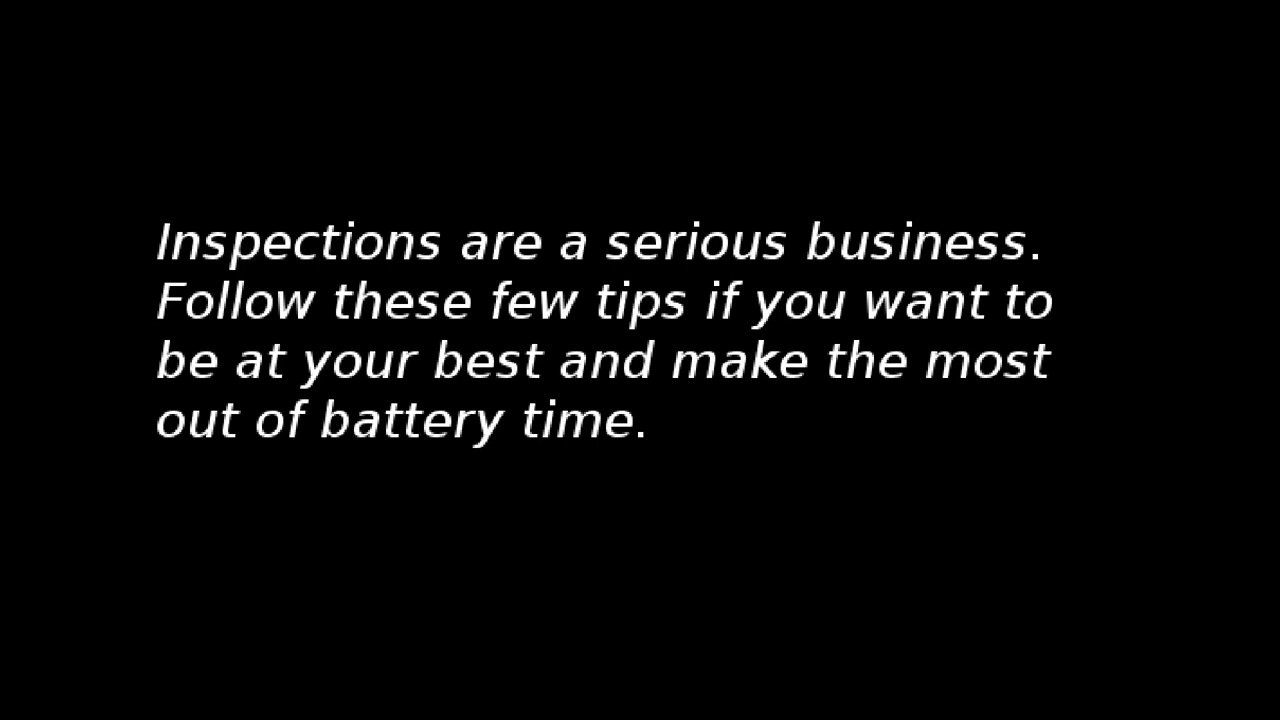 Inspections are a serious business.
Follow these few tips if you want to
be at your best and make the most
out of battery time.